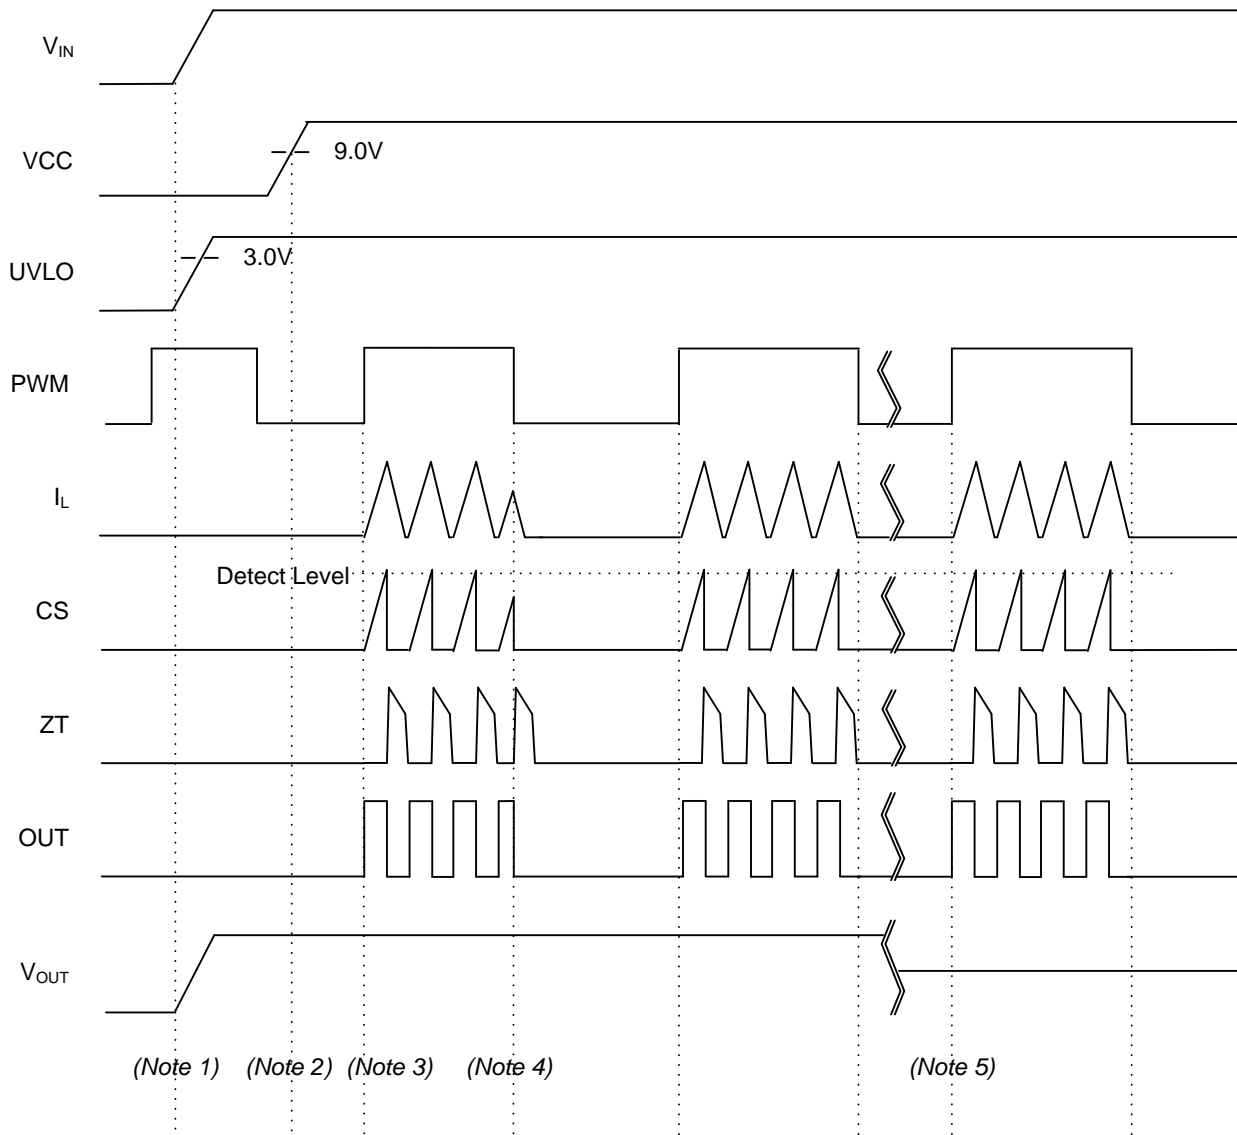 VIN
VCC
9.0V
UVLO
3.0V
PWM
IL
Detect Level
CS
ZT
OUT
VOUT
(Note 1) (Note 2) (Note 3) (Note 4) (Note 5)